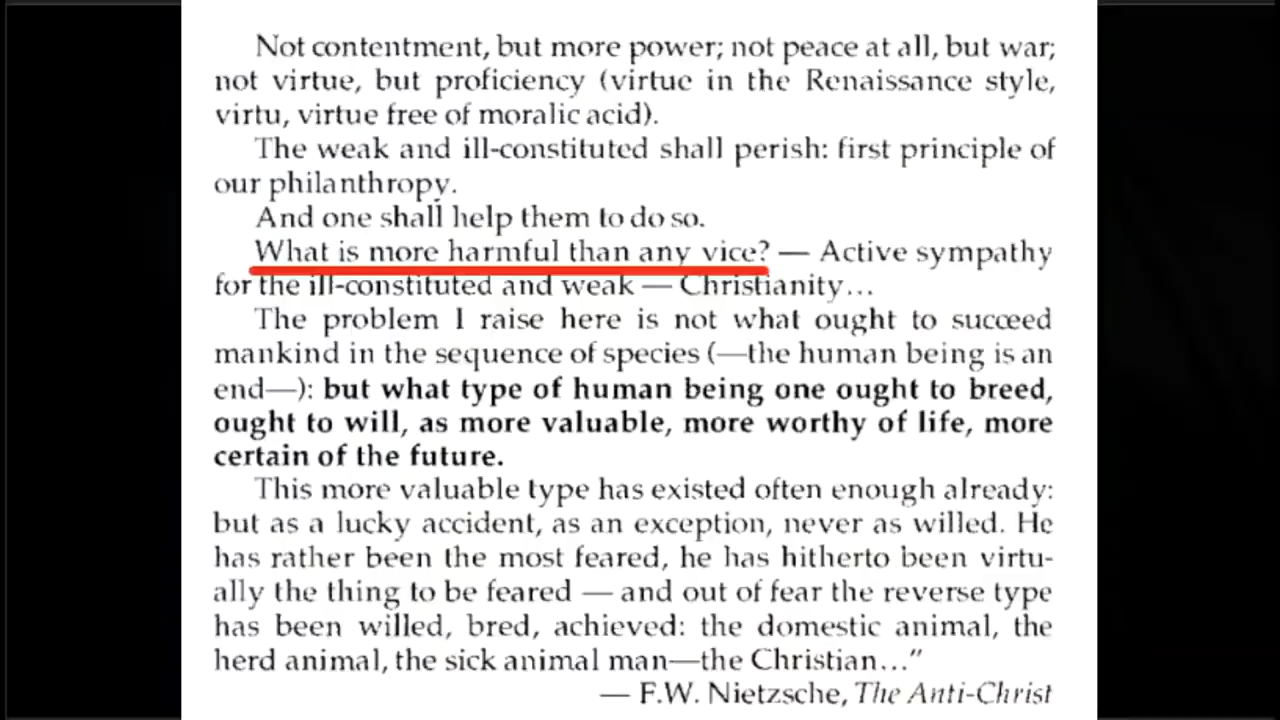 Not contentment, but more power; not peace at all, but war;
not virtue, but proficiency (virtue in the Renaissance style,
virtu, virtue free of moralic acid).
The weak and ill-constituted shall perish: first principle of
our philanthropy.
And one shall help them to do so.
What is more harmful than any vice? — Active sympathy
for the ill-constituted and weak — Christianity...
The problem I raise here is not what ought to succeed
mankind in the sequence of species (—the human being is an
end—): but what type of human being one ought to breed,
ought to will, as more valuable, more worthy of life, more
certain of the future.
This more valuable type has existed often enough already:
but as a lucky accident, as an exception, never as willed. He
has rather been the most feared, he has hitherto been virtu-
ally the thing to be feared — and out of fear the reverse type
has been willed, bred, achieved: the domestic animal, the
herd animal, the sick animal man—the Christian..."
— F.W. Nietzsche, The Anti-Christ